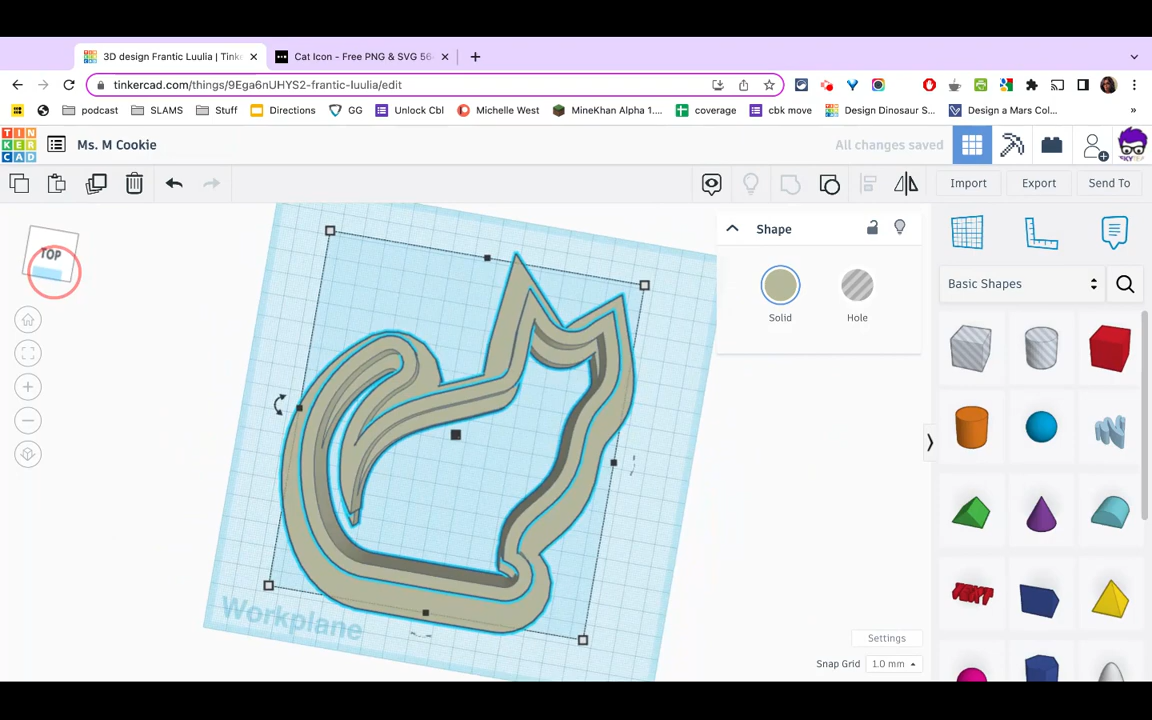 3D design Frantic Luulia | Tink
Cat Icon - Free PNG & SVG 56
tinkercad.com/things/9Ega6nUHYS2-frantic-luulia/edit
podcast
SLAMS
Stuff
Directions
GG
Unlock Cbl
Michelle West
MineKhan Alpha 1....
coverage
cbk move
Design Dinosaur S...
Design a Mars Col...
»
TIN
KER
CAD
Ms. M Cookie
All changes saved
Import
Export
Send To
TOP
Shape
Solid
Hole
Basic Shapes
Workplane
Settings
Snap Grid
1.0 mm